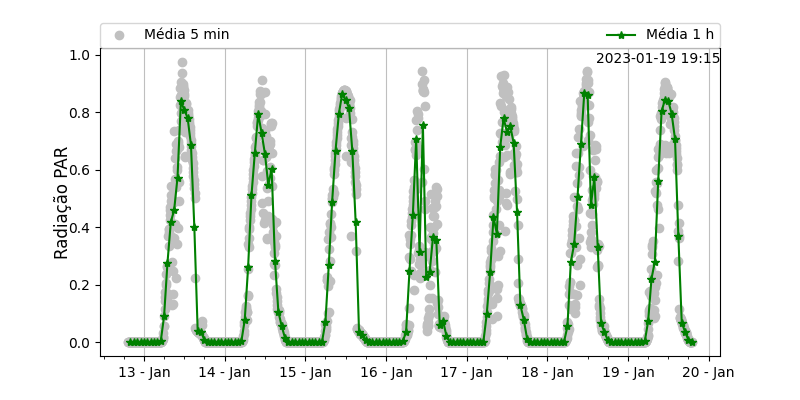 Média 5 min
Média 1 h
2023-01-19 19:15
Radiação PAR
1.0
0.8
0.6
0.4
0.2
0.0
13 - Jan
14 - Jan
15 - Jan
16 - Jan
17 - Jan
18 - Jan
19 - Jan
20 - Jan